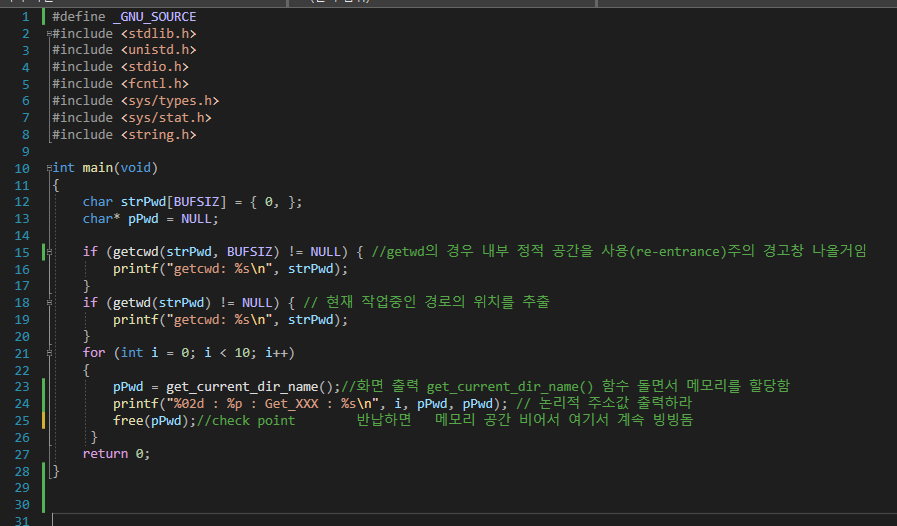 1 #define _GNU_SOURCE
2 #include <stdlib.h>
3 #include <unistd.h>
4 #include <stdio.h>
5 #include <fcntl.h>
6 #include <sys/types.h>
7 #include <sys/stat.h>
8 #include <string.h>
9
10 int main(void)
11 {
12     char strPwd[BUFSIZ] = { 0, };
13     char* pPwd = NULL;
14
15     if (getcwd(strPwd, BUFSIZ) != NULL) { //getwd의 경우 내부 정적 공간을 사용(re-entrance)주의 경고창 나올거임
16         printf("getcwd: %s\n", strPwd);
17     }
18     if (getwd(strPwd) != NULL) { // 현재 작업중인 경로의 위치를 추출
19         printf("getcwd: %s\n", strPwd);
20     }
21     for (int i = 0; i < 10; i++)
22     {
23         pPwd = get_current_dir_name();//화면 출력 get_current_dir_name() 함수 돌면서 메모리를 할당함
24         printf("%02d : %p : Get_XXX : %s\n", i, pPwd, pPwd); // 논리적 주소값 출력하라
25         free(pPwd);//check point        반납하면   메모리 공간 비어서 여기서 계속 빙빙돔
26      }
27     return 0;
28 }
29
30
31